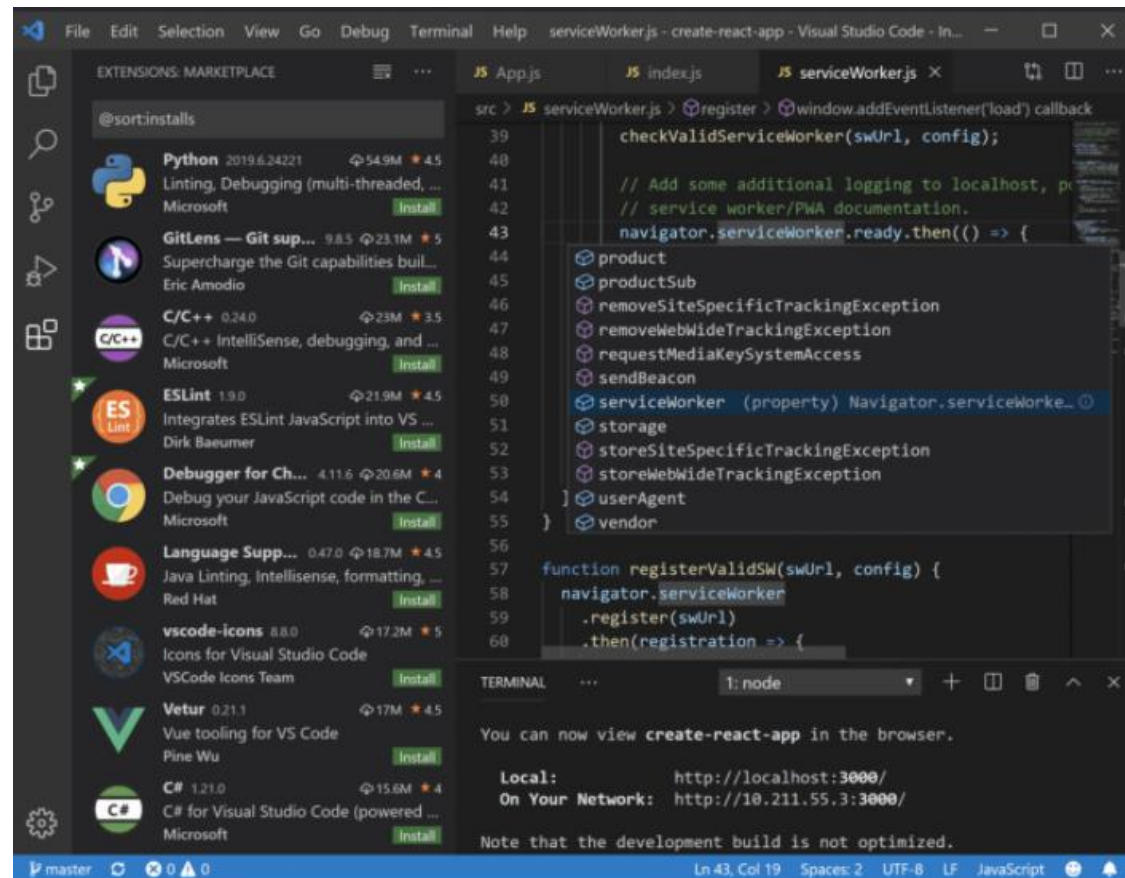 File Edit Selection View Go Debug Terminal Help serviceWorker.js - create-react-app - Visual Studio Code - In...
EXTENSIONS: MARKETPLACE
@sort:installs
Python 2019.6.24221 54.9M 4.5
Linting, Debugging (multi-threaded, ...
Microsoft Install
GitLens — Git sup... 9.8.5 23.1M 5
Supercharge the Git capabilities buil...
Eric Amodio Install
C/C++ C/C++ 0.24.0 23M 3.5
C/C++ IntelliSense, debugging, and ...
Microsoft Install
ES Lint ESLint 1.9.0 21.9M 4.5
Integrates ESLint JavaScript into VS ...
Dirk Baeumer Install
Debugger for Ch... 4.11.6 20.6M 4
Debug your JavaScript code in the C...
Microsoft Install
Language Supp... 0.47.0 18.7M 4.5
Java Linting, Intellisense, formatting, ...
Red Hat Install
vscode-icons 8.8.0 17.2M 5
Icons for Visual Studio Code
VSCode Icons Team Install
Vetur 0.21.1 17M 4.5
Vue tooling for VS Code
Pine Wu Install
C# C# 1.21.0 15.6M 4
C# for Visual Studio Code (powered ...
Microsoft Install
JS App.js JS index.js JS serviceWorker.js
src > JS serviceWorker.js > register > window.addEventListener('load') callback
39 checkValidServiceWorker(swUrl, config);
40
41 // Add some additional logging to localhost, po
42 // service worker/PWA documentation.
43 navigator.serviceWorker.ready.then(() => {
44 product
45 productSub
46 removeSiteSpecificTrackingException
47 removeWebWideTrackingException
48 requestMediaKeySystemAccess
49 sendBeacon
50 serviceWorker (property) Navigator.serviceWorke...
51 storage
52 storeSiteSpecificTrackingException
53 storeWebWideTrackingException
54 } userAgent
55 } vendor
56
57 function registerValidSW(swUrl, config) {
58 navigator.serviceWorker
59 .register(swUrl)
60 .then(registration => {
TERMINAL ... 1: node
You can now view create-react-app in the browser.
Local: http://localhost:3000/
On Your Network: http://10.211.55.3:3000/
Note that the development build is not optimized.
master 0 0 Ln 43, Col 19 Spaces: 2 UTF-8 LF JavaScript